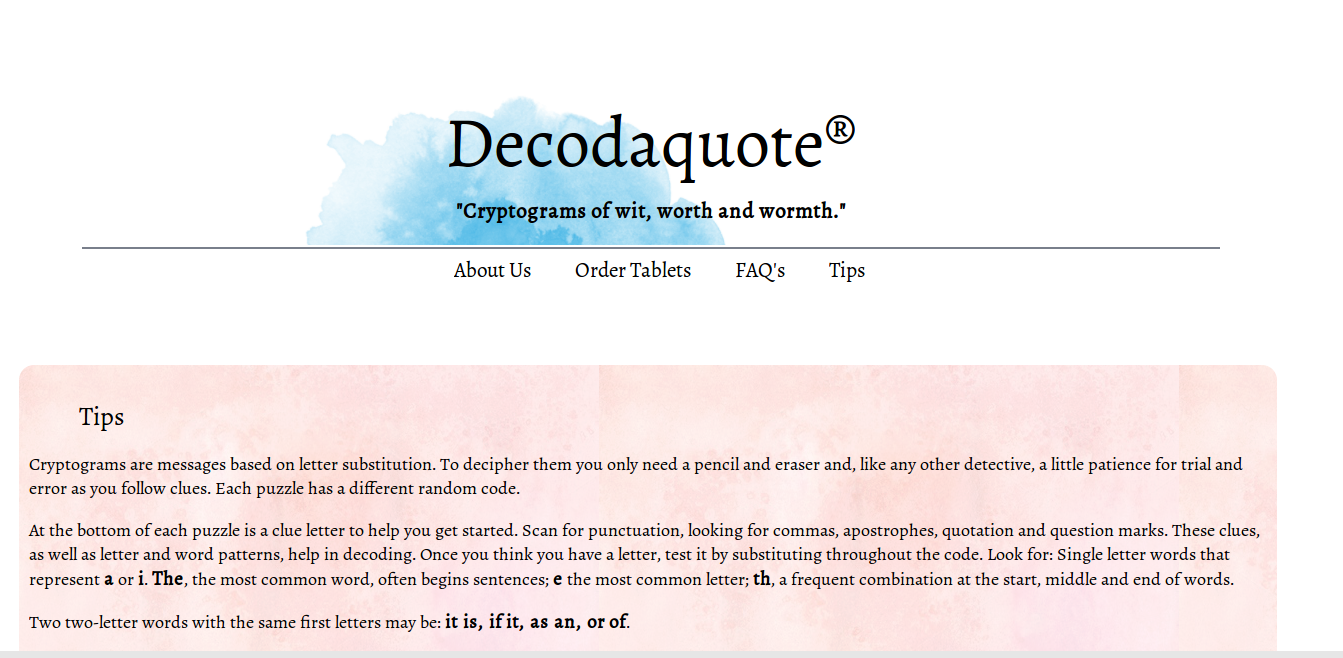 Decodaquote®
"Cryptograms of wit, worth and wormth."
About Us Order Tablets FAQ's Tips
Tips
Cryptograms are messages based on letter substitution. To decipher them you only need a pencil and eraser and, like any other detective, a little patience for trial and
error as you follow clues. Each puzzle has a different random code.
At the bottom of each puzzle is a clue letter to help you get started. Scan for punctuation, looking for commas, apostrophes, quotation and question marks. These clues,
as well as letter and word patterns, help in decoding. Once you think you have a letter, test it by substituting throughout the code. Look for: Single letter words that
represent a or i. The, the most common word, often begins sentences; e the most common letter; th, a frequent combination at the start, middle and end of words.
Two two-letter words with the same first letters may be: it is, if it, as an, or of.